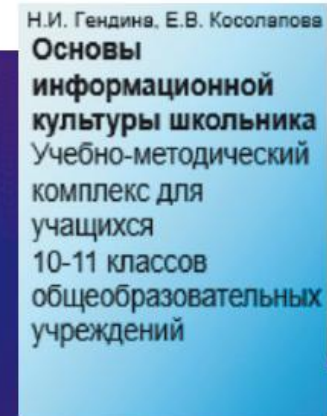 Н.И. Гендина, Е.В. Косолапова
Основы
информационной
культуры школьника
Учебно-методический
комплекс для
учащихся
10-11 классов
общеобразовательных
учреждений